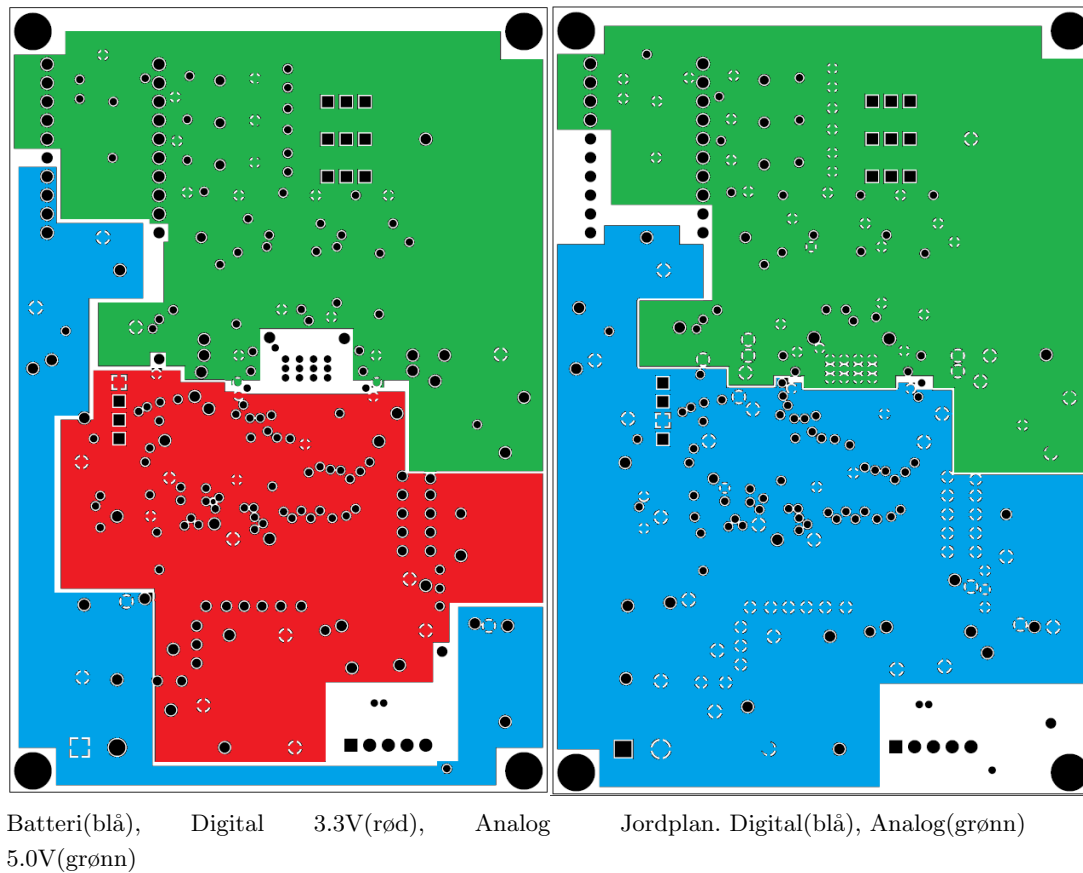 Batteri(blå), Digital 3.3V(rød), Analog
5.0V(grønn)
Jordplan. Digital(blå), Analog(grønn)